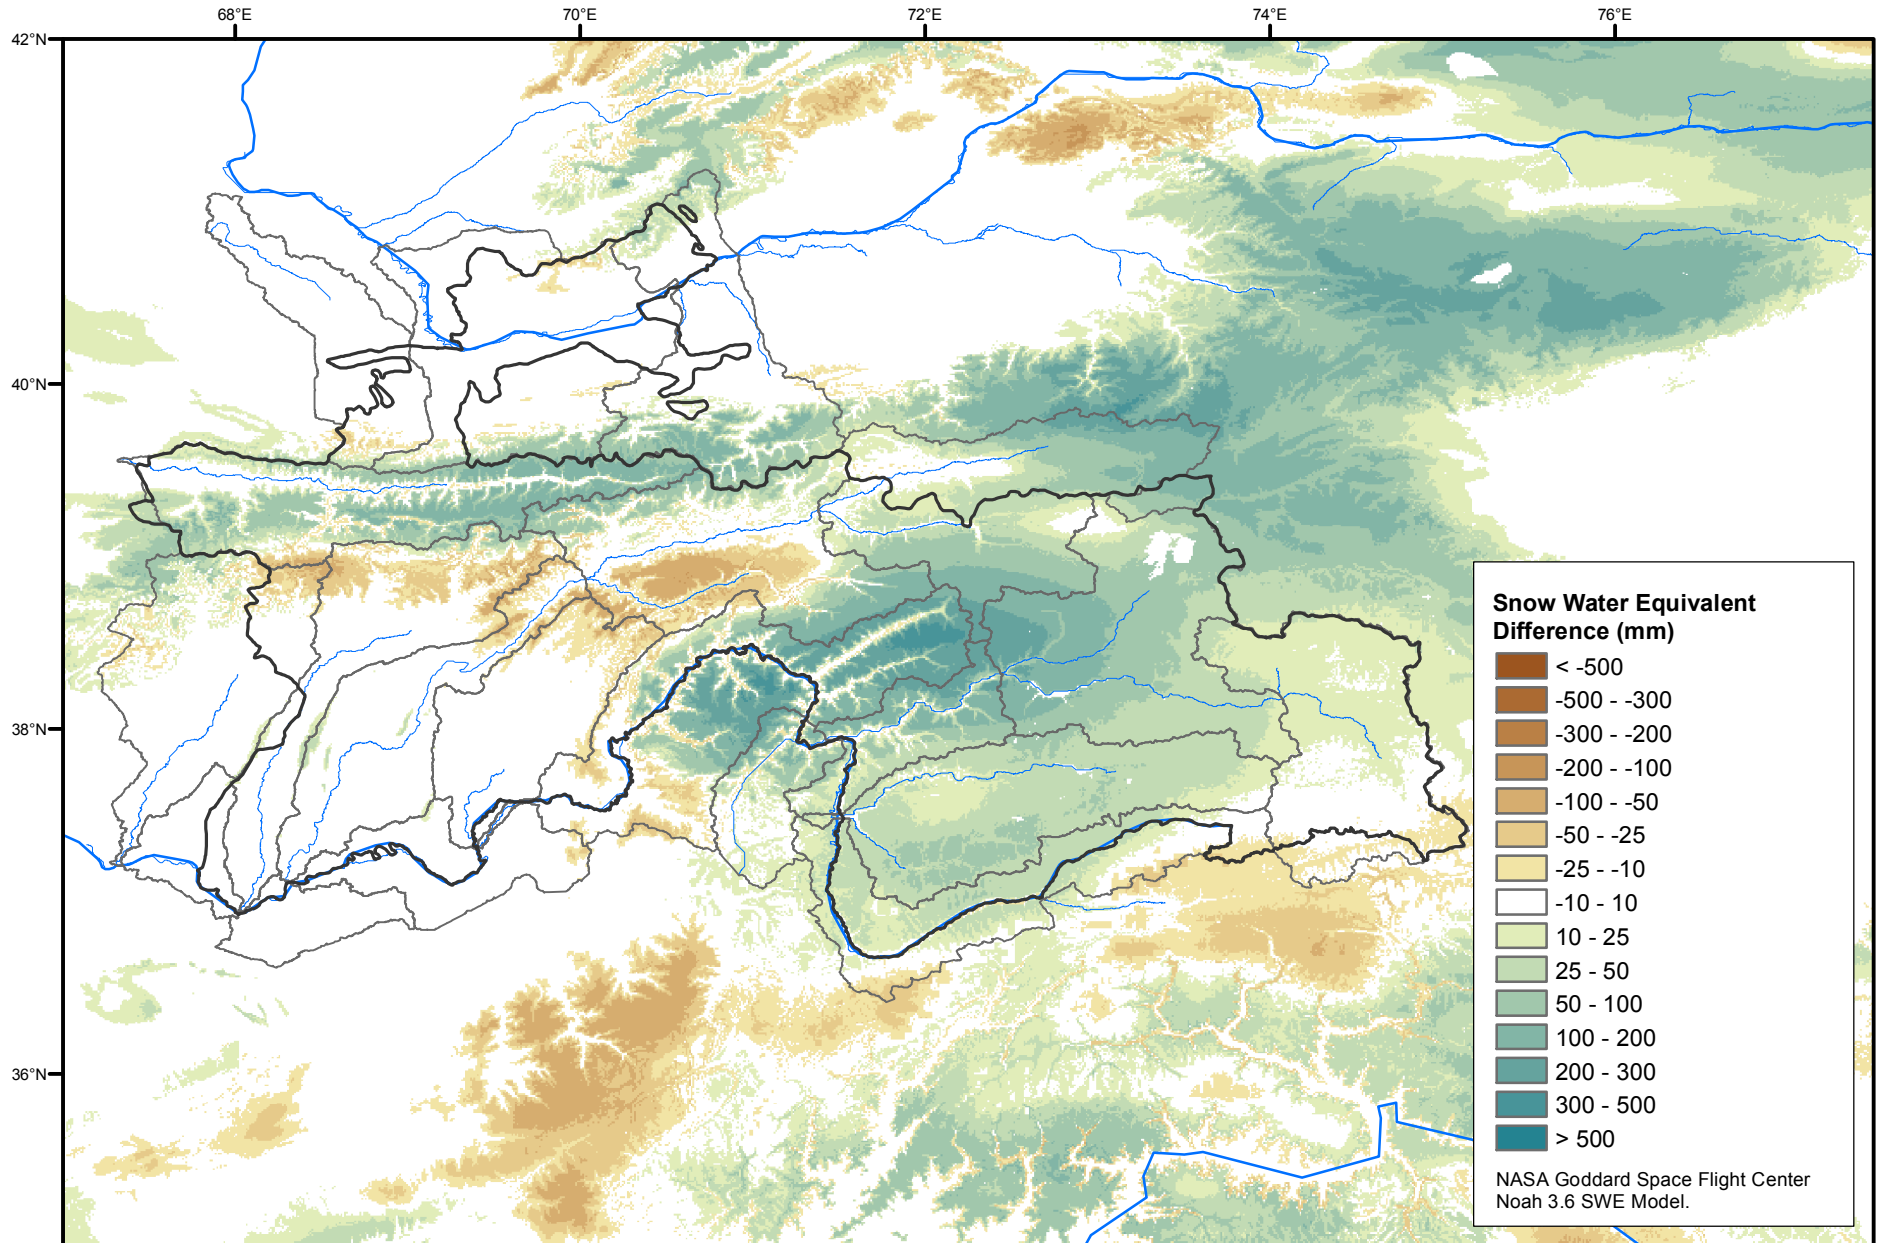 68°E
70°E
72°E
74°E
76°E
42°N
40°N
38°N
36°N
Snow Water Equivalent
Difference (mm)
< -500
-500 - -300
-300 - -200
-200 - -100
-100 - -50
-50 - -25
-25 - -10
-10 - 10
10 - 25
25 - 50
50 - 100
100 - 200
200 - 300
300 - 500
> 500
NASA Goddard Space Flight Center
Noah 3.6 SWE Model.